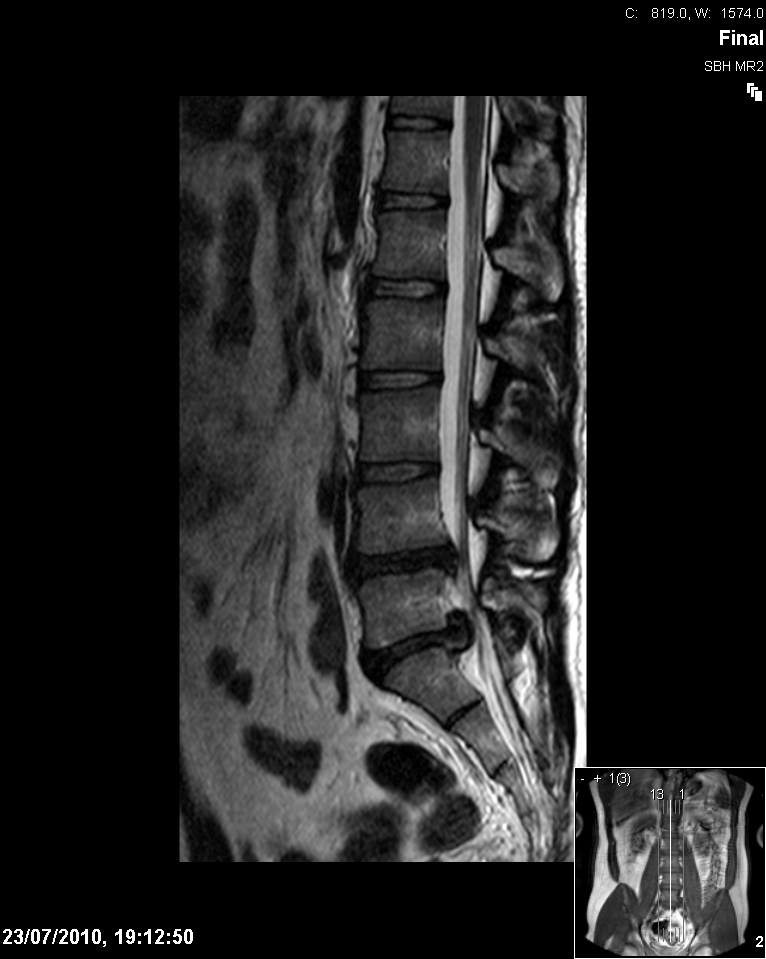 C: 819.0, W: 1574.0
Final
SBH MR2
- + 1(3)
13 1
23/07/2010, 19:12:50
2